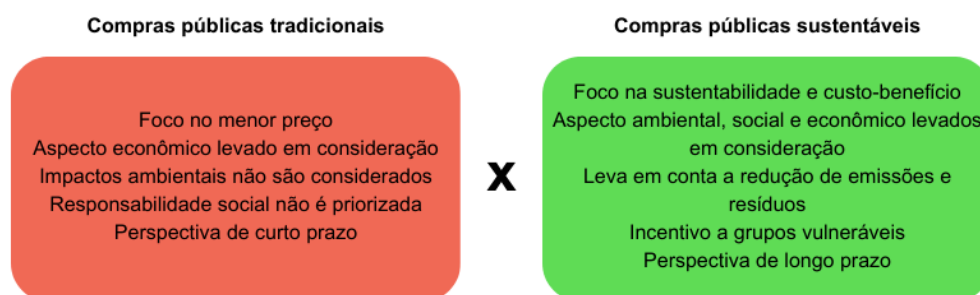 Compras públicas tradicionais
Foco no menor preço
Aspecto econômico levado em consideração
Impactos ambientais não são considerados
Responsabilidade social não é priorizada
Perspectiva de curto prazo
x
Compras públicas sustentáveis
Foco na sustentabilidade e custo-benefício
Aspecto ambiental, social e econômico levados
em consideração
Leva em conta a redução de emissões e
resíduos
Incentivo a grupos vulneráveis
Perspectiva de longo prazo